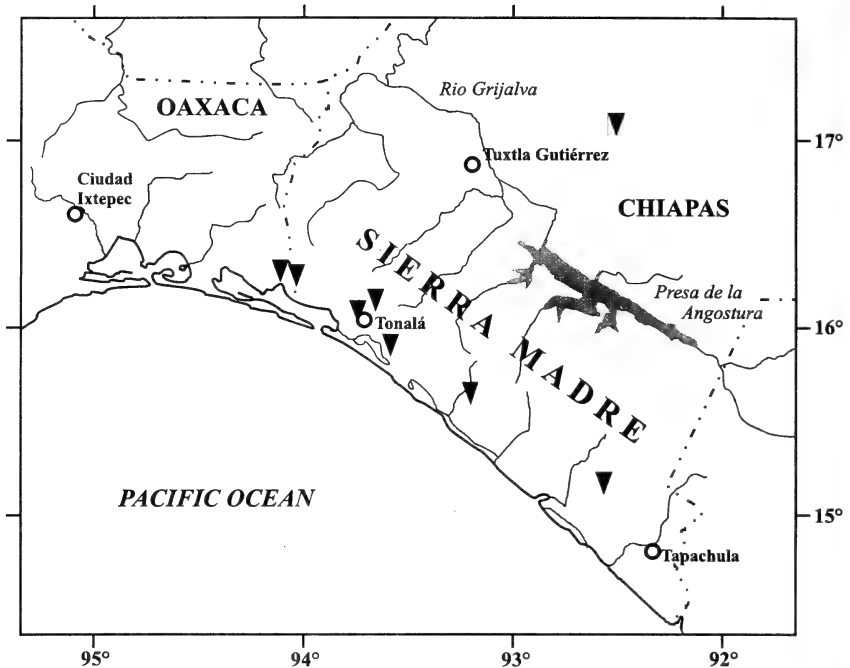 Rio Grijalva
OAXACA
17°
Tuxtla Gutiérrez
Ciudad
Ixtepec
CHIAPAS
SIERRA MADRE
Presa de la
Angostura
Tonalá
16°
PACIFIC OCEAN
15°
Tapachula
95°
94°
93°
92°